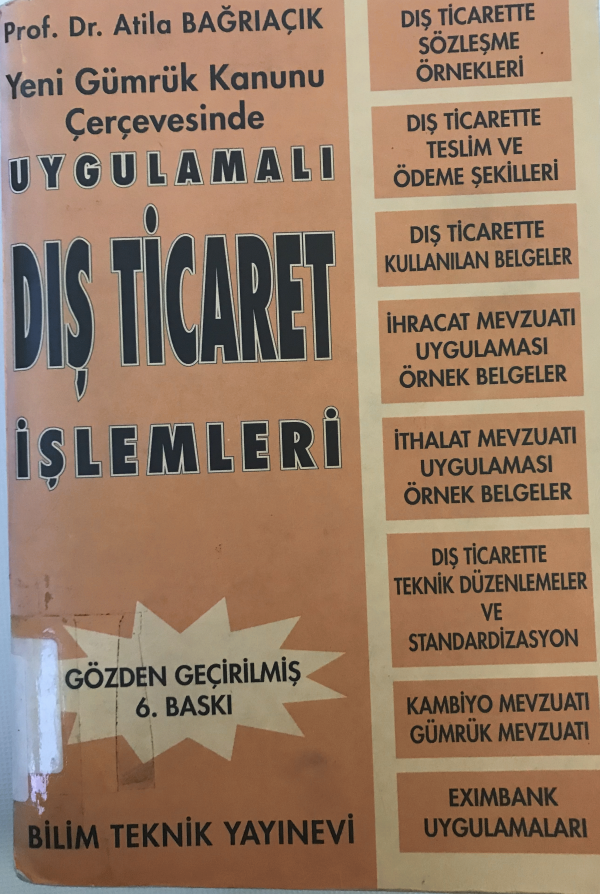 Prof. Dr. Atila BAĞRIAÇIK
Yeni Gümrük Kanunu
Çerçevesinde
UYGULAMALI
DIŞ TİCARET
İŞLEMLERİ
GÖZDEN GEÇİRİLMİŞ
6. BASKI
BİLİM TEKNİK YAYINEVİ
DIŞ TİCARETTE
SÖZLEŞME
ÖRNEKLERİ
DIŞ TİCARETTE
TESLİM VE
ÖDEME ŞEKİLLERİ
DIŞ TİCARETTE
KULLANILAN BELGELER
İHRACAT MEVZUATI
UYGULAMASI
ÖRNEK BELGELER
İTHALAT MEVZUATI
UYGULAMASI
ÖRNEK BELGELER
DIŞ TİCARETTE
TEKNİK DÜZENLEMELER
VE
STANDARDİZASYON
KAMBİYO MEVZUATI
GÜMRÜK MEVZUATI
EXIMBANK
UYGULAMALARI